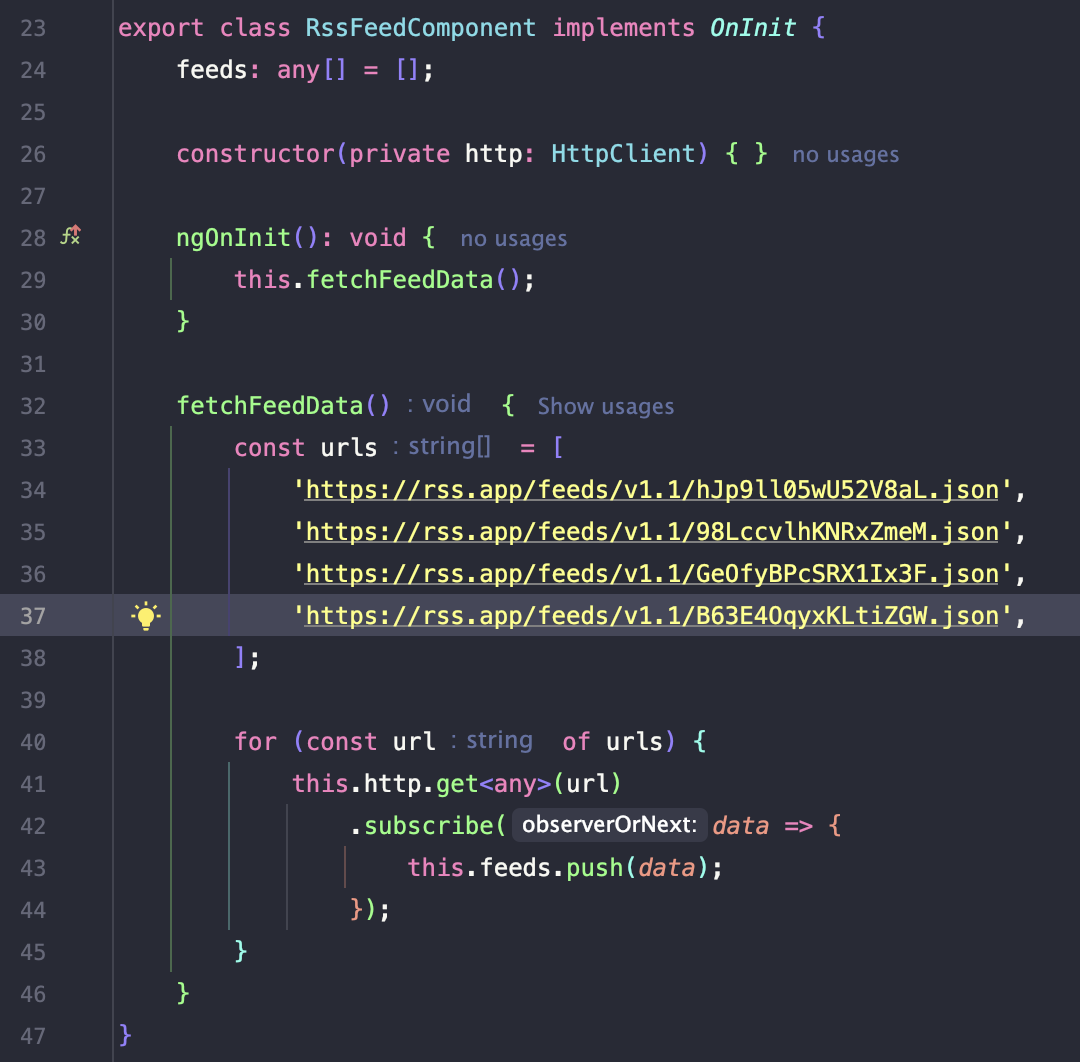 23 export class RssFeedComponent implements OnInit {
24 feeds: any[] = [];
25
26 constructor(private http: HttpClient) { } no usages
27
28 ngOnInit(): void { no usages
29 this.fetchFeedData();
30 }
31
32 fetchFeedData() : void { Show usages
33 const urls : string[] = [
34 'https://rss.app/feeds/v1.1/hJp9ll05wU52V8aL.json',
35 'https://rss.app/feeds/v1.1/98LccvlhKNRxZmeM.json',
36 'https://rss.app/feeds/v1.1/GeOfyBPcSRX1Ix3F.json',
37 'https://rss.app/feeds/v1.1/B63E4OqyxKLtiZGW.json',
38 ];
39
40 for (const url : string of urls) {
41 this.http.get<any>(url)
42 .subscribe( observerOrNext: data => {
43 this.feeds.push(data);
44 });
45 }
46 }
47 }